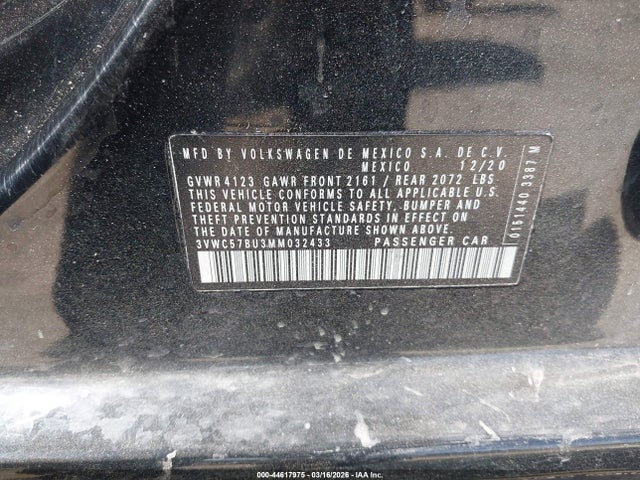 MFD BY VOLKSWAGEN DE MEXICO S.A. DE C.V.
MEXICO 12/20
GVWR 4123 GAWR FRONT 2161 / REAR 2072 LBS
THIS VEHICLE CONFORMS TO ALL APPLICABLE U.S.
FEDERAL MOTOR VEHICLE SAFETY, BUMPER AND
THEFT PREVENTION STANDARDS IN EFFECT ON
THE DATE OF MANUFACTURE SHOWN ABOVE.
3VWC57BU3MM032433 PASSENGER CAR
0151440 3387 M
000-44617975 - 03/16/2026 - IAA Inc.